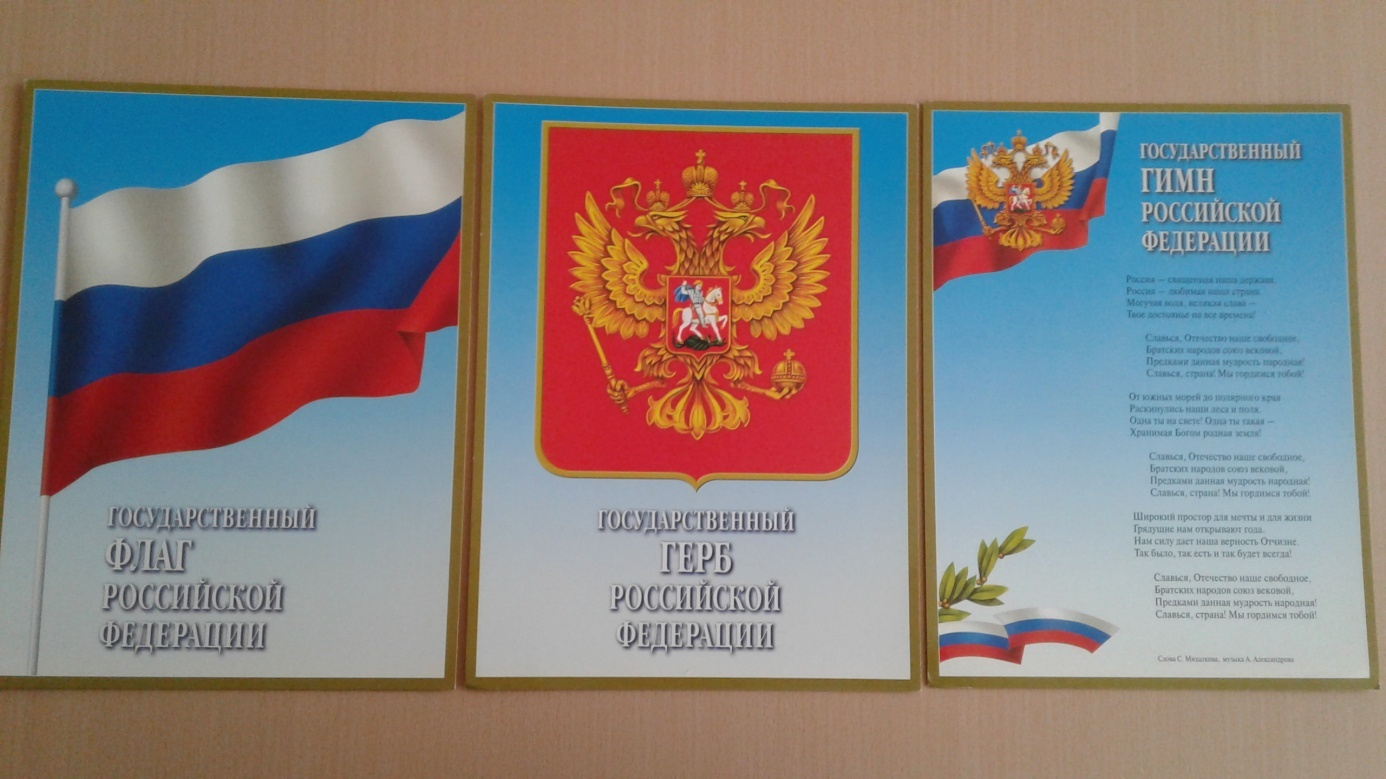 ГОСУДАРСТВЕННЫЙ
ФЛАГ
РОССИЙСКОЙ
ФЕДЕРАЦИИ
ГОСУДАРСТВЕННЫЙ
ГЕРБ
РОССИЙСКОЙ
ФЕДЕРАЦИИ
ГОСУДАРСТВЕННЫЙ
ГИМН
РОССИЙСКОЙ
ФЕДЕРАЦИИ
Россия — священная наша держава,
Россия — любимая наша страна.
Могучая воля, великая слава —
Твое достоянье на все времена!
Славься, Отечество наше свободное,
Братских народов союз вековой,
Предками данная мудрость народная!
Славься, страна! Мы гордимся тобой!
От южных морей до полярного края
Раскинулись наши леса и поля.
Одна ты на свете! Одна ты такая —
Хранимая Богом родная земля!
Славься, Отечество наше свободное,
Братских народов союз вековой,
Предками данная мудрость народная!
Славься, страна! Мы гордимся тобой!
Широкий простор для мечты и для жизни
Грядущие нам открывают года.
Нам силу дает наша верность Отчизне.
Так было, так есть и так будет всегда!
Славься, Отечество наше свободное,
Братских народов союз вековой,
Предками данная мудрость народная!
Славься, страна! Мы гордимся тобой!
Слова С. Михалкова, музыка А. Александрова